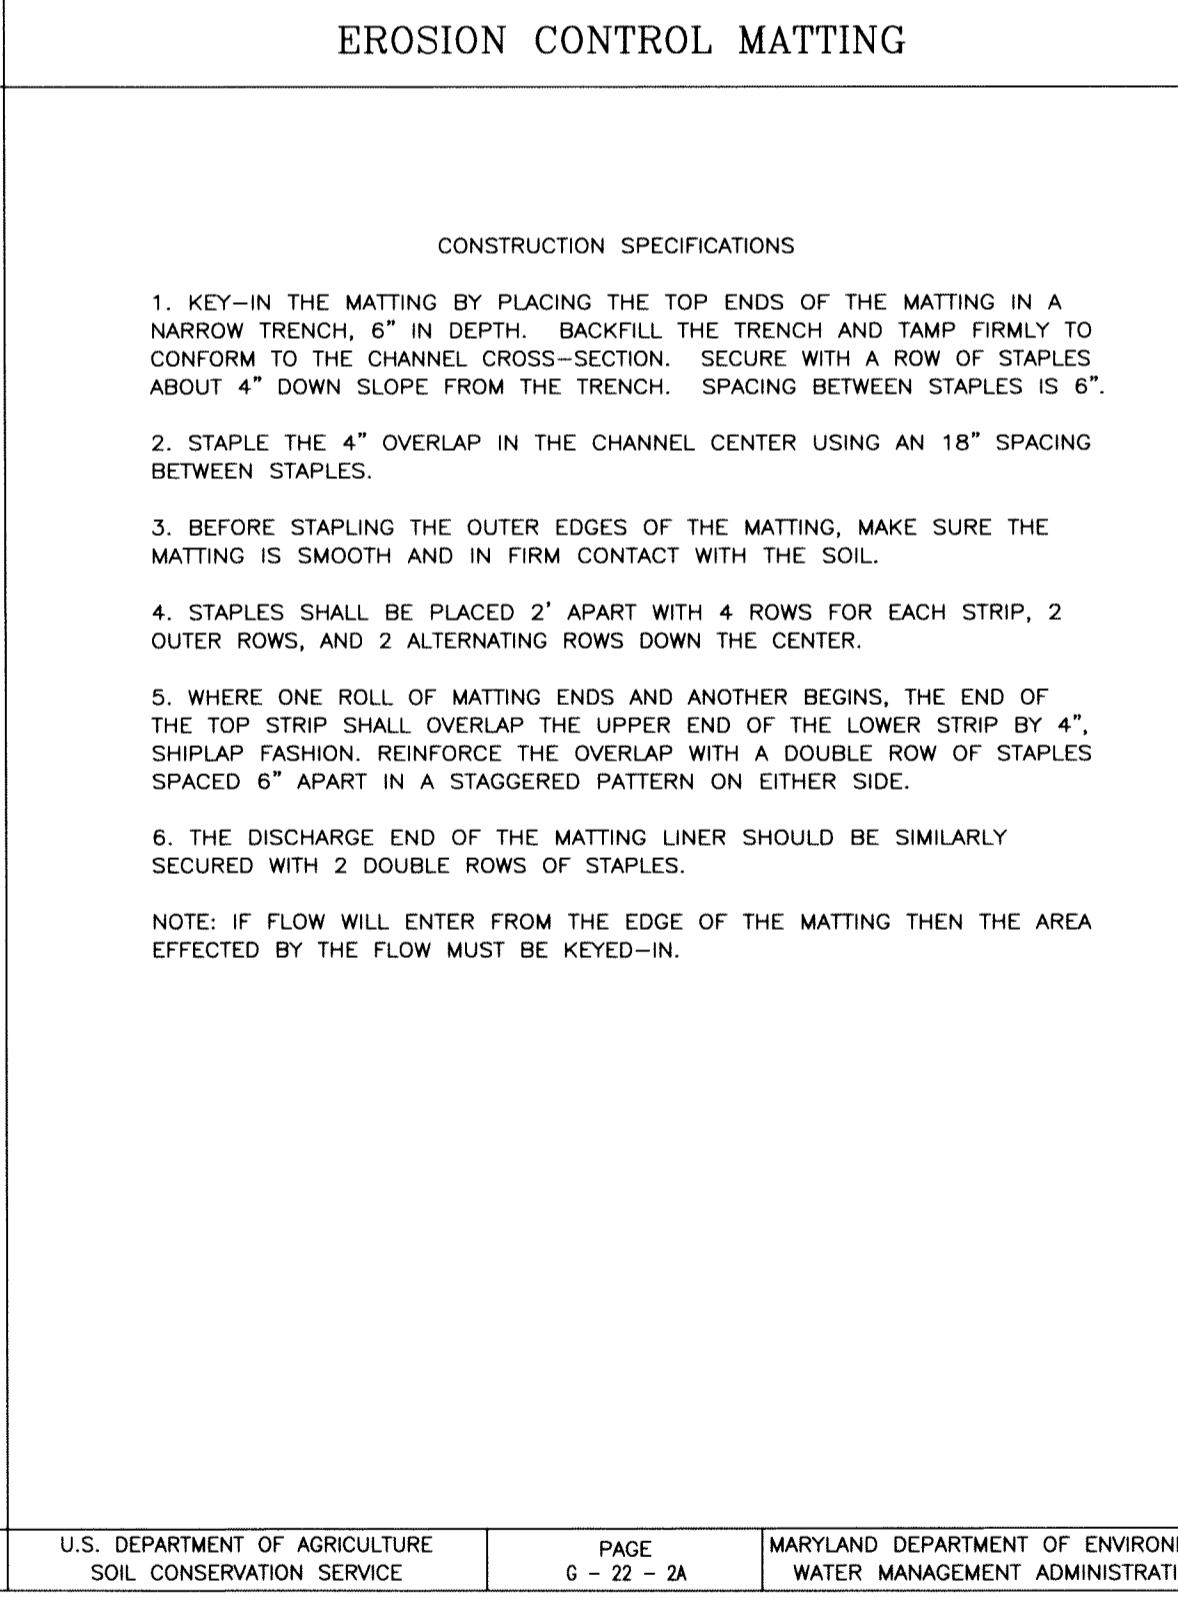 EROSION CONTROL MATTING
CONSTRUCTION SPECIFICATIONS
1. KEY-IN THE MATTING BY PLACING THE TOP ENDS OF THE MATTING IN A
NARROW TRENCH, 6" IN DEPTH. BACKFILL THE TRENCH AND TAMP FIRMLY TO
CONFORM TO THE CHANNEL CROSS-SECTION. SECURE WITH A ROW OF STAPLES
ABOUT 4" DOWN SLOPE FROM THE TRENCH. SPACING BETWEEN STAPLES IS 6".
2. STAPLE THE 4" OVERLAP IN THE CHANNEL CENTER USING AN 18" SPACING
BETWEEN STAPLES.
3. BEFORE STAPLING THE OUTER EDGES OF THE MATTING, MAKE SURE THE
MATTING IS SMOOTH AND IN FIRM CONTACT WITH THE SOIL.
4. STAPLES SHALL BE PLACED 2' APART WITH 4 ROWS FOR EACH STRIP, 2
OUTER ROWS, AND 2 ALTERNATING ROWS DOWN THE CENTER.
5. WHERE ONE ROLL OF MATTING ENDS AND ANOTHER BEGINS, THE END OF
THE TOP STRIP SHALL OVERLAP THE UPPER END OF THE LOWER STRIP BY 4",
SHIPLAP FASHION. REINFORCE THE OVERLAP WITH A DOUBLE ROW OF STAPLES
SPACED 6" APART IN A STAGGERED PATTERN ON EITHER SIDE.
6. THE DISCHARGE END OF THE MATTING LINER SHOULD BE SIMILARLY
SECURED WITH 2 DOUBLE ROWS OF STAPLES.
NOTE: IF FLOW WILL ENTER FROM THE EDGE OF THE MATTING THEN THE AREA
EFFECTED BY THE FLOW MUST BE KEYED-IN.
U.S. DEPARTMENT OF AGRICULTURE
SOIL CONSERVATION SERVICE
PAGE
G - 22 - 2A
MARYLAND DEPARTMENT OF
WATER MANAGEMENT